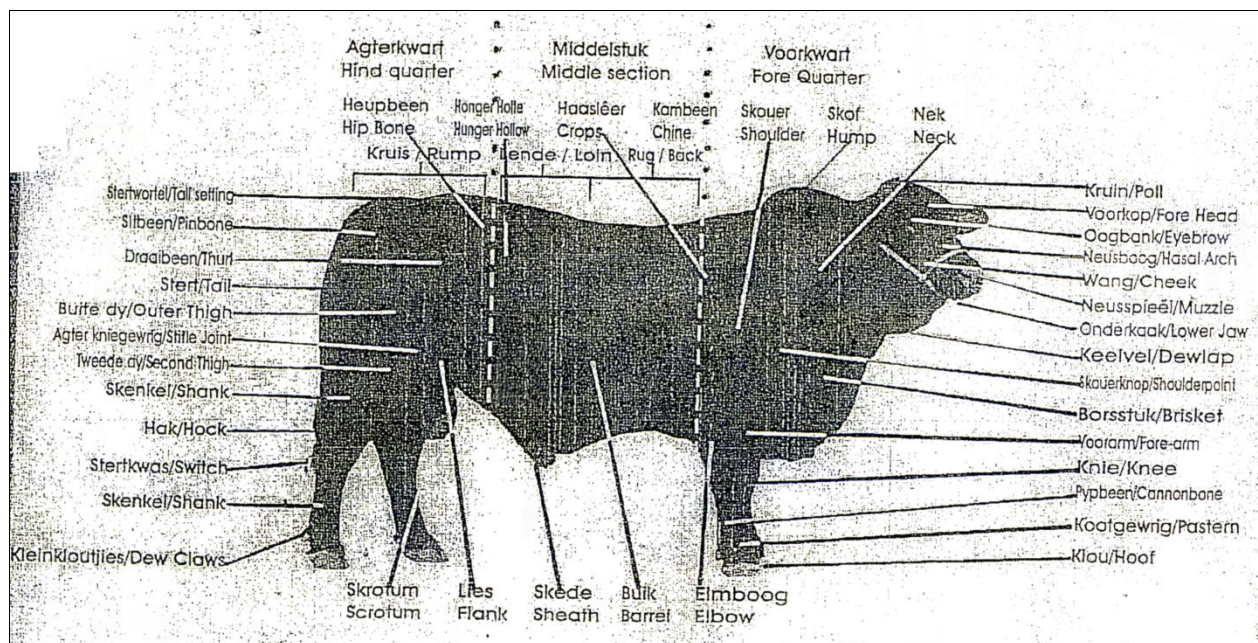 Agterkwart
Hind quarter
Middelstuk
Middle section
Voorkwart
Fore Quarter
Heupbeen
Hip Bone
Honger Holte
Hunger Hollow
Haaslêer
Crops
Kambeen
Chine
Skouer
Shoulder
Skof
Hump
Nek
Neck
Kruis / Rump
Lende / Loin
Rug / Back
Stertwortel/Tail setting
Sitbeen/Pinbone
Draaibeen/Thurl
Stert/Tail
Buite dy/Outer Thigh
Agter kniegewrig/Stifle Joint
Tweede dy/Second Thigh
Skenkel/Shank
Hak/Hock
Stertkwas/Switch
Skenkel/Shank
Kleinkloutjies/Dew Claws
Kruin/Poll
Voorkop/Fore Head
Oogbank/Eyebrow
Neusboog/Hasal Arch
Wang/Cheek
Neusspieël/Muzzle
Onderkaak/Lower Jaw
Keelvel/Dewlap
Skouerknop/Shoulderpoint
Borsstuk/Brisket
Voorarm/Fore-arm
Knie/Knee
Pypbeen/Cannonbone
Kootgewrig/Pastern
Klou/Hoof
Skrotum
Scrotum
Lies
Flank
Skede
Sheath
Buik
Barrel
Elmboog
Elbow